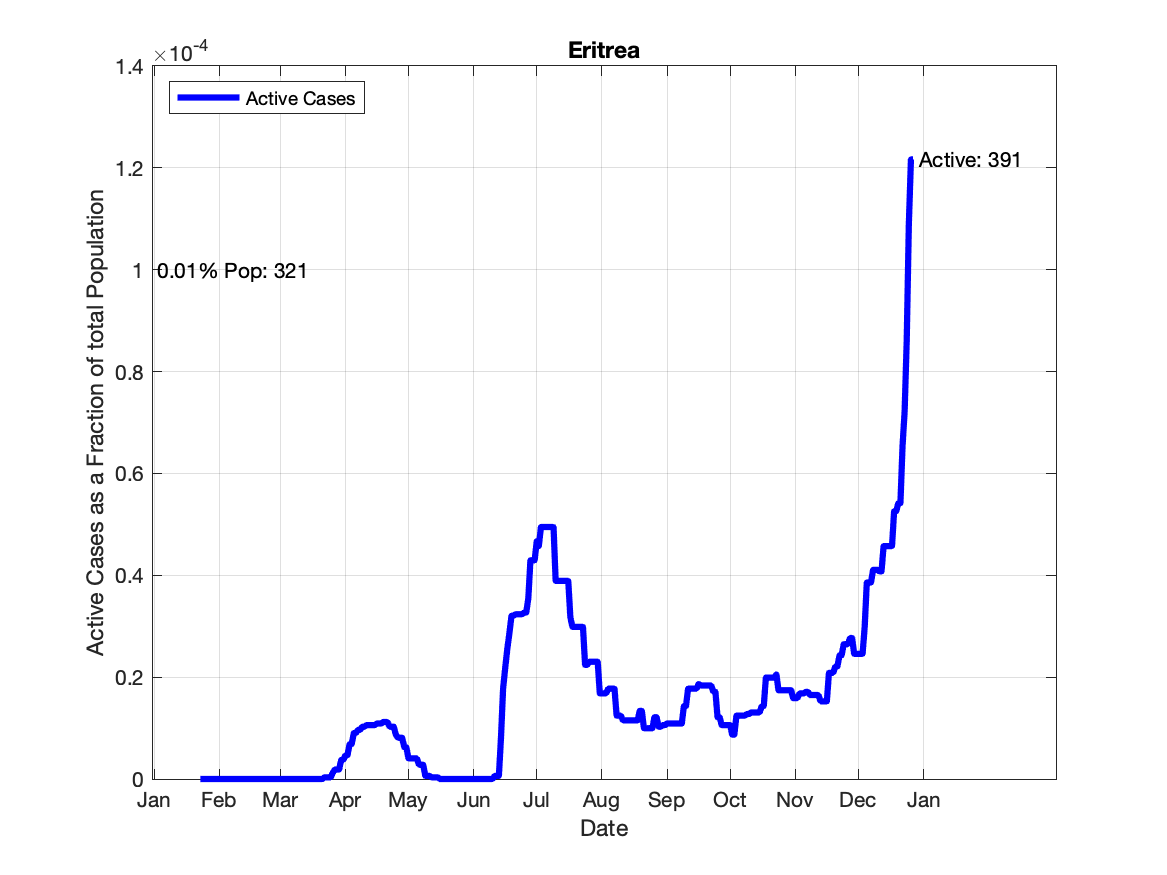 Eritrea
×10-4
Active Cases
1.4
1.2
1
0.8
0.6
0.4
0.2
0
Active Cases as a Fraction of total Population
Active: 391
0.01% Pop: 321
Jan Feb Mar Apr May Jun Jul Aug Sep Oct Nov Dec Jan
Date